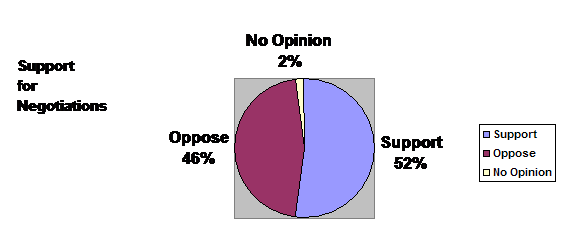 No Opinion
2%
Support
for
Negotiations
Oppose
46%
Support
52%
Support
Oppose
No Opinion